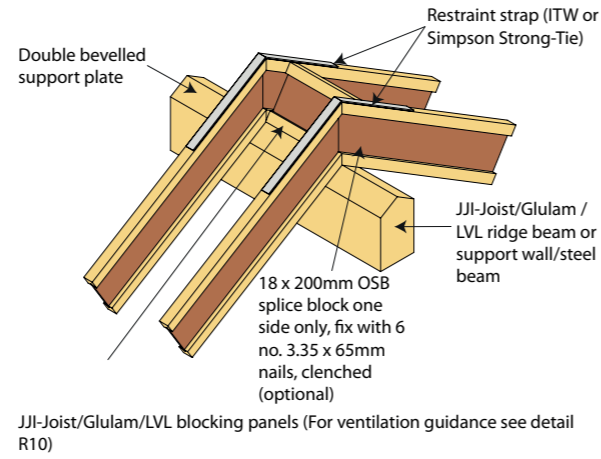 Restraint strap (ITW or
Simpson Strong-Tie)
Double bevelled
support plate
JJI-Joist/Glulam /
LVL ridge beam or
support wall/steel
beam
18 x 200mm OSB
splice block one
side only, fix with 6
no. 3.35 x 65mm
nails, clenched
(optional)
JJI-Joist/Glulam/LVL blocking panels (For ventilation guidance see detail
R10)